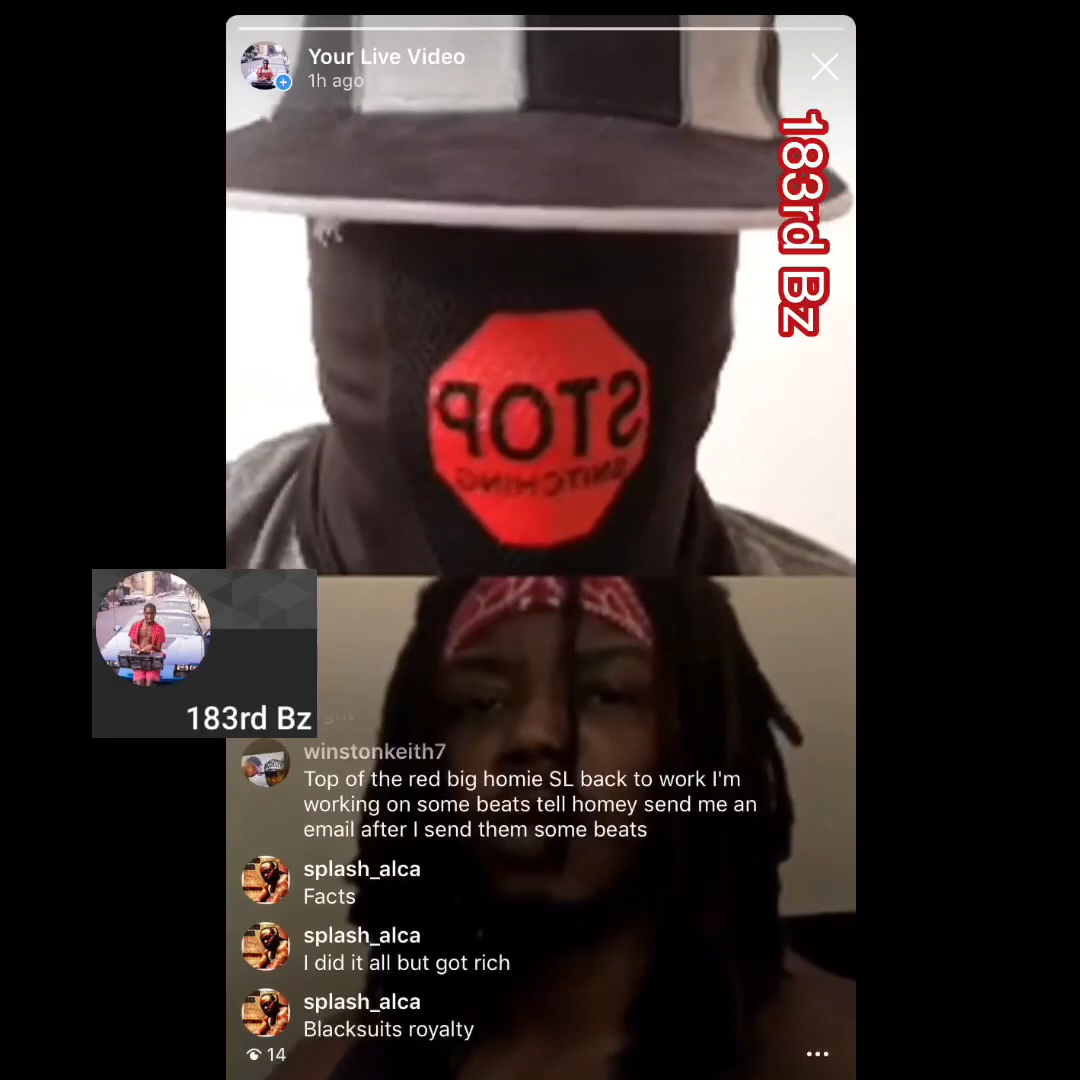 Your Live Video
1h ago
183rd Bz
STOP
SNITCHING
183rd Bz
winstonkeith7
Top of the red big homie SL back to work I'm
working on some beats tell homey send me an
email after I send them some beats
splash_alca
Facts
splash_alca
I did it all but got rich
splash_alca
Blacksuits royalty
14